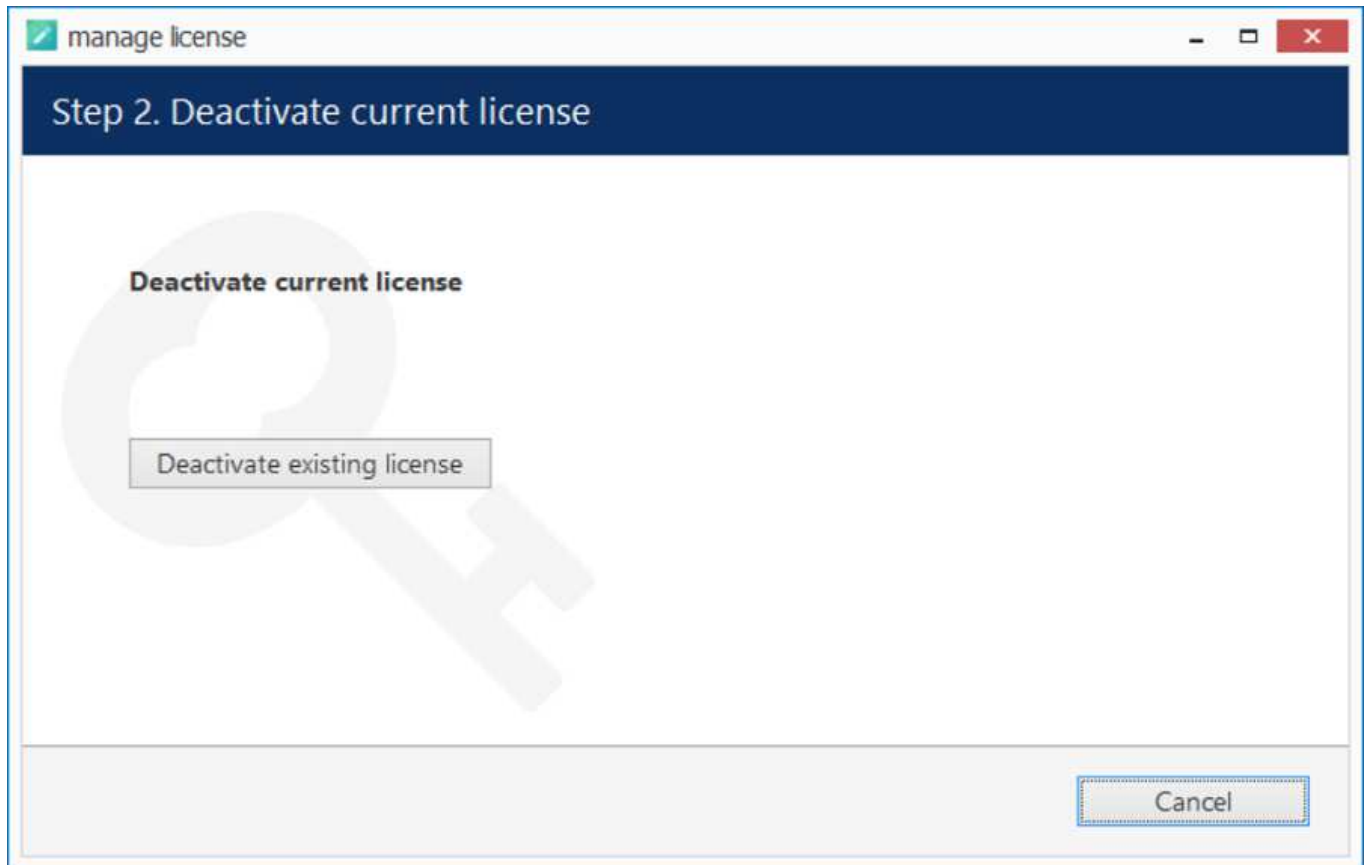 manage license
Step 2. Deactivate current license
Deactivate current license
Deactivate existing license
Cancel